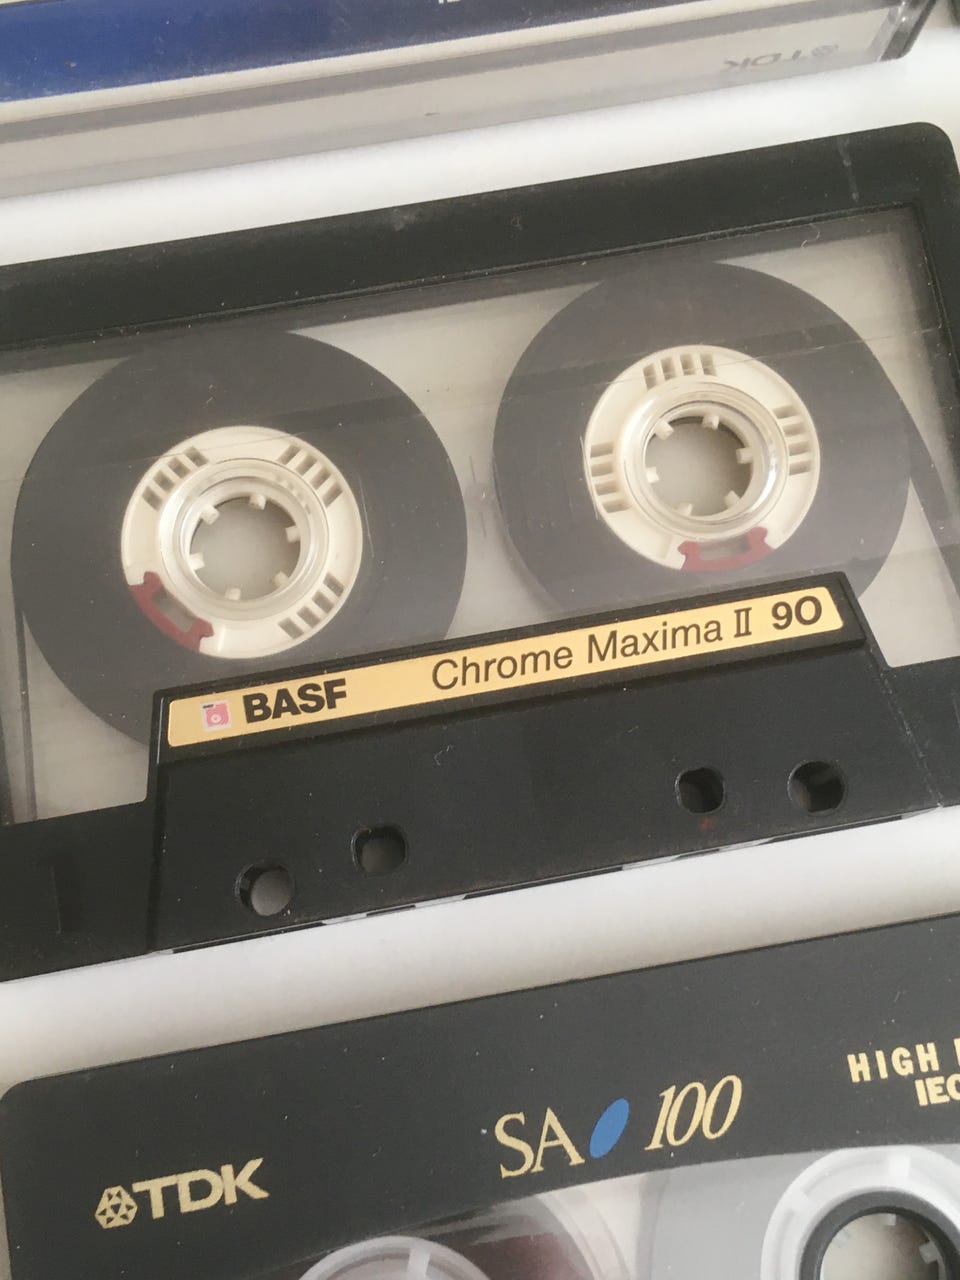 TDK
BASF Chrome Maxima II 90
HIGH
IEC
SA 100
TDK